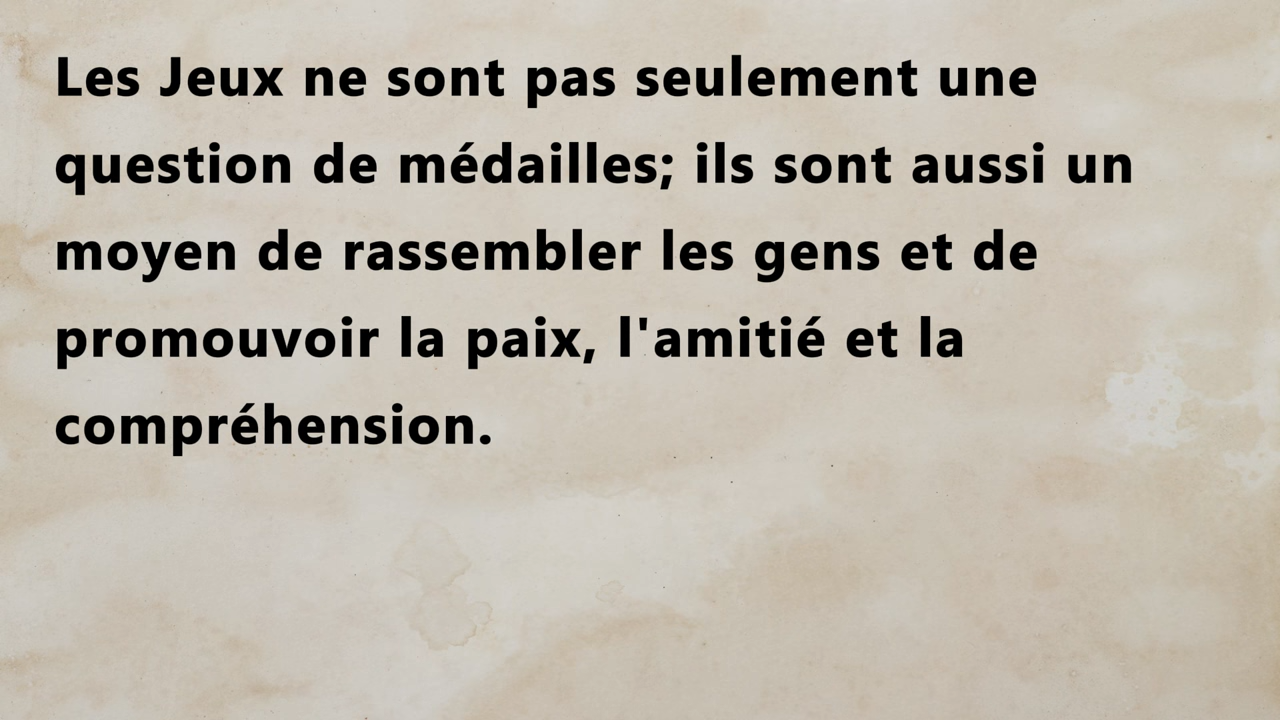 Les Jeux ne sont pas seulement une
question de médailles; ils sont aussi un
moyen de rassembler les gens et de
promouvoir la paix, l'amitié et la
compréhension.